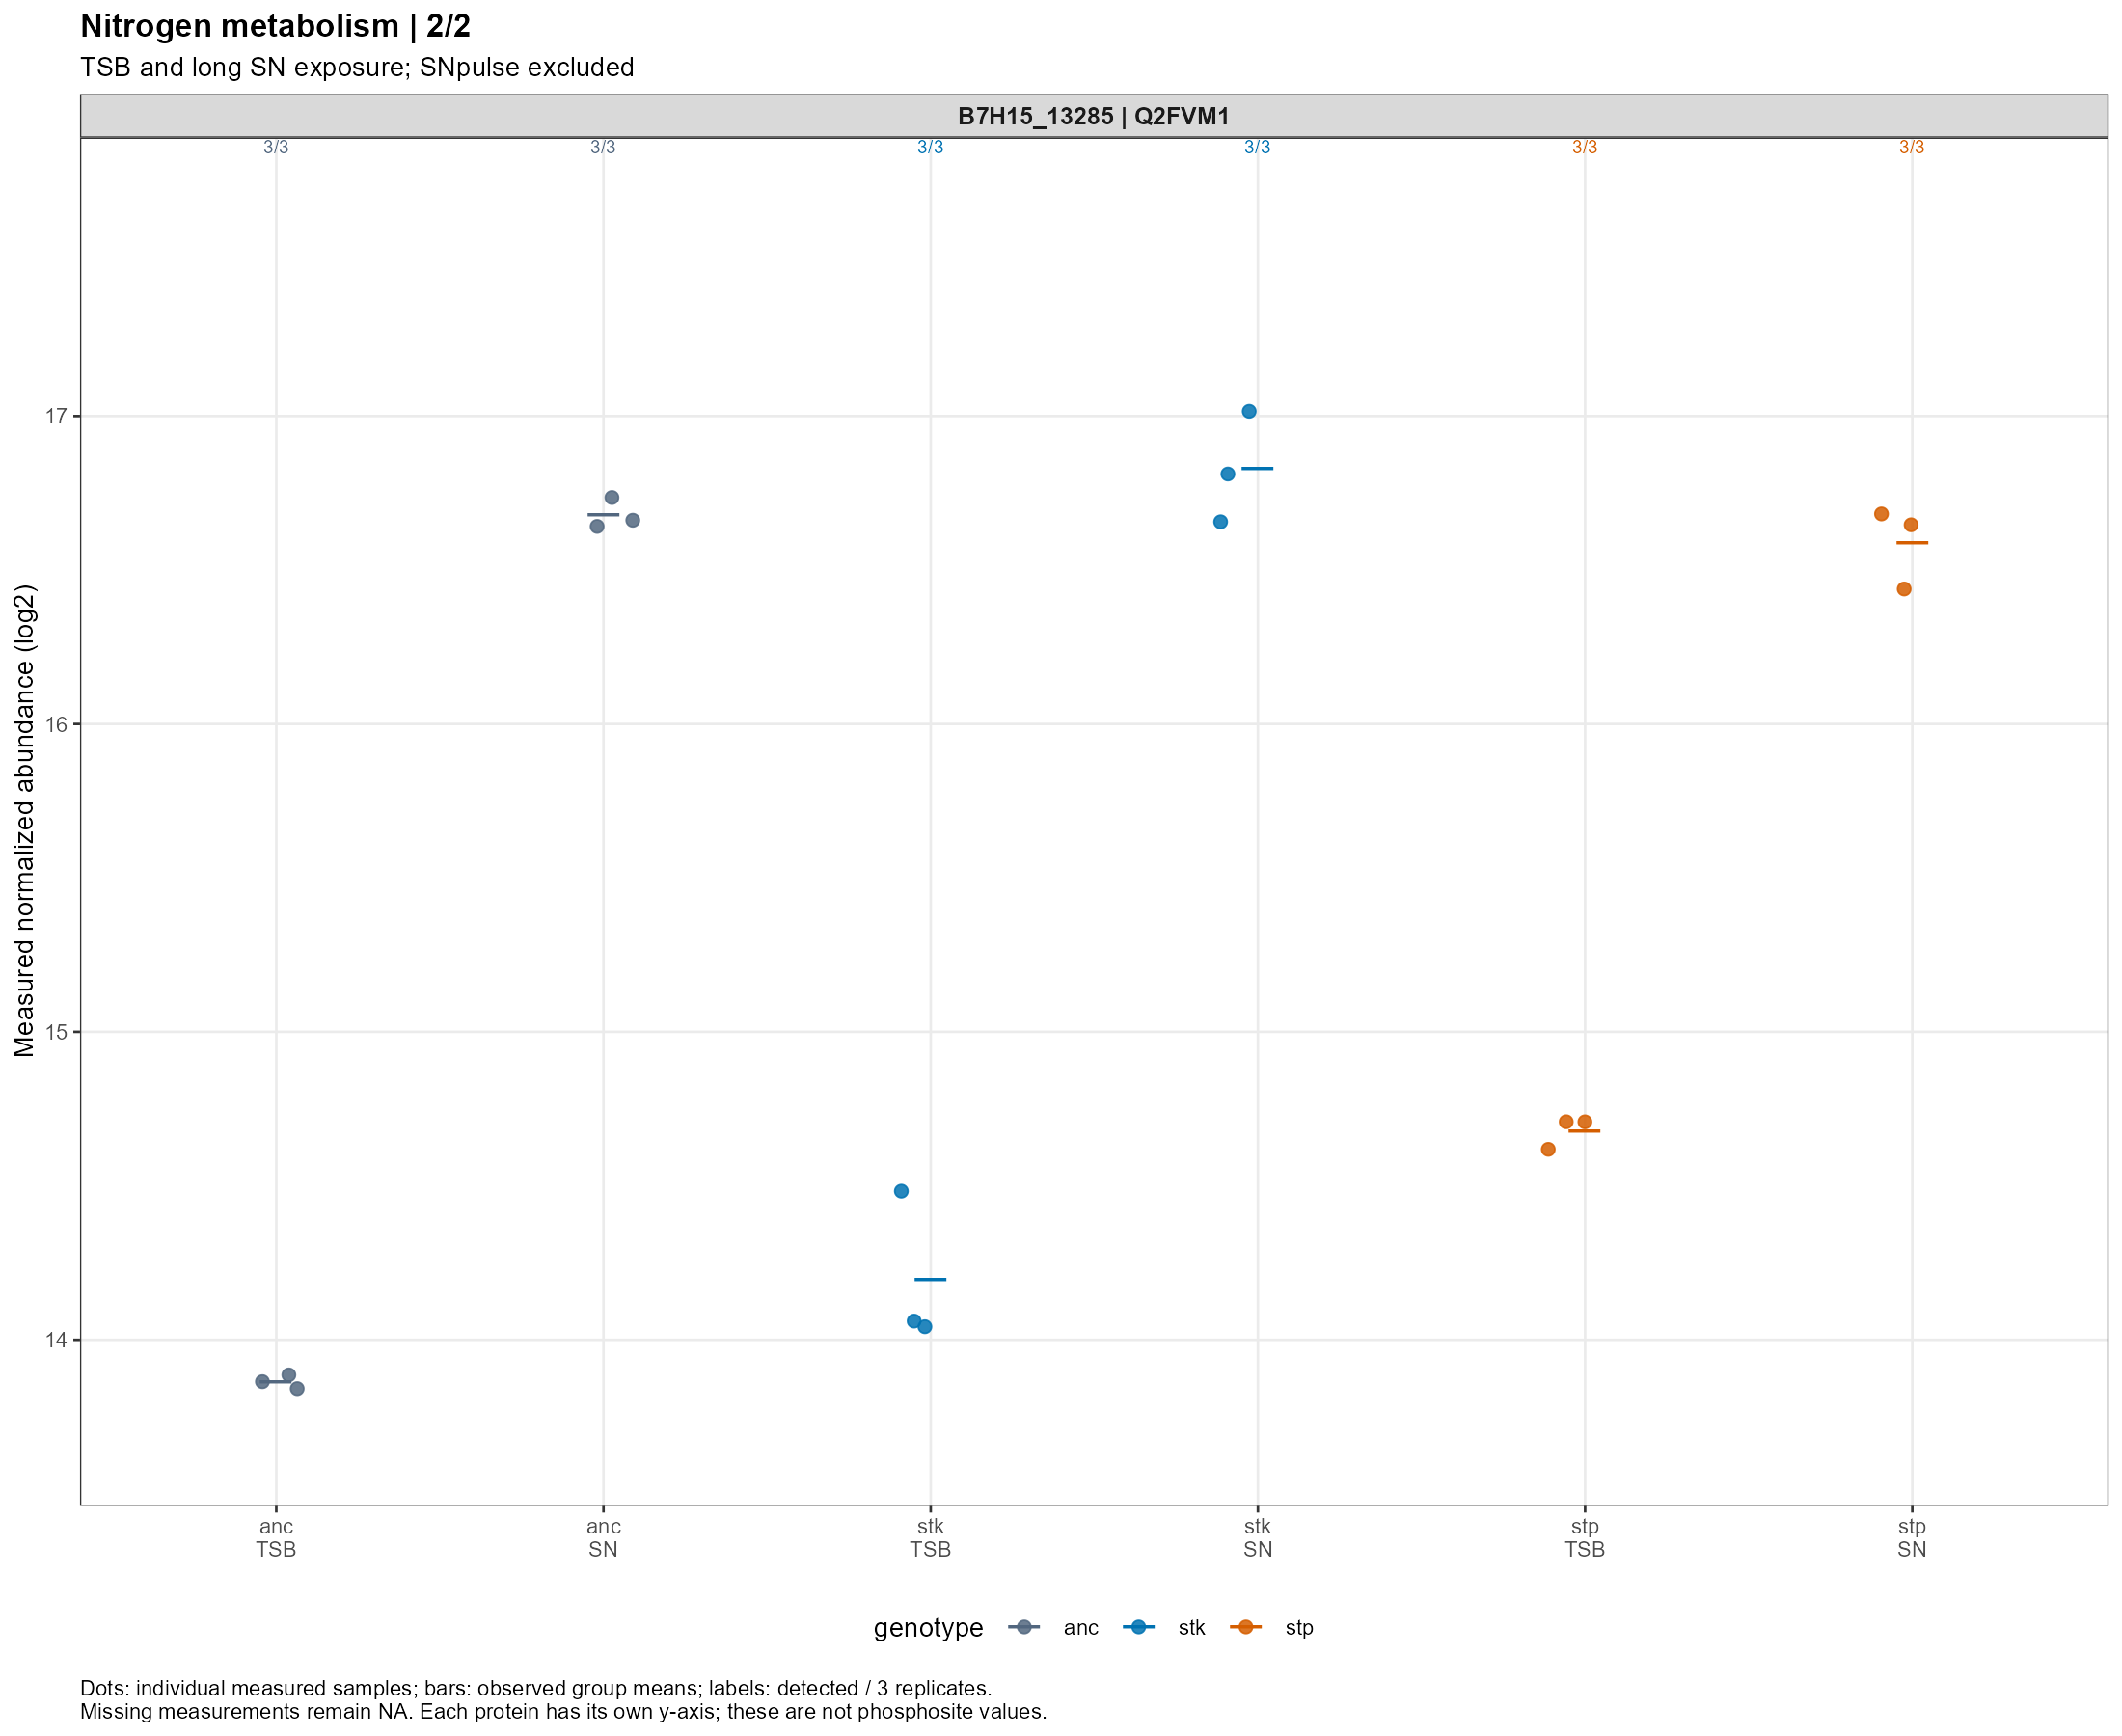 Nitrogen metabolism | 2/2
TSB and long SN exposure; SNpulse excluded
B7H15_13285 | Q2FVM1
3/3 3/3 3/3 3/3 3/3 3/3
Measured normalized abundance (log2)
17
16
15
14
anc anc stk stk stp stp
TSB SN TSB SN TSB SN
genotype anc stk stp
Dots: individual measured samples; bars: observed group means; labels: detected / 3 replicates.
Missing measurements remain NA. Each protein has its own y-axis; these are not phosphosite values.